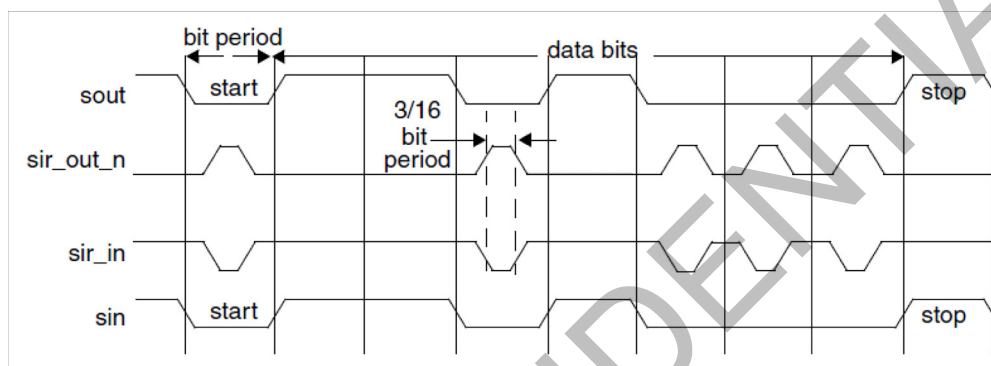 bit period
data bits
sout
start
stop
3/16
bit
period
sir_out_n
sir_in
sin
start
stop